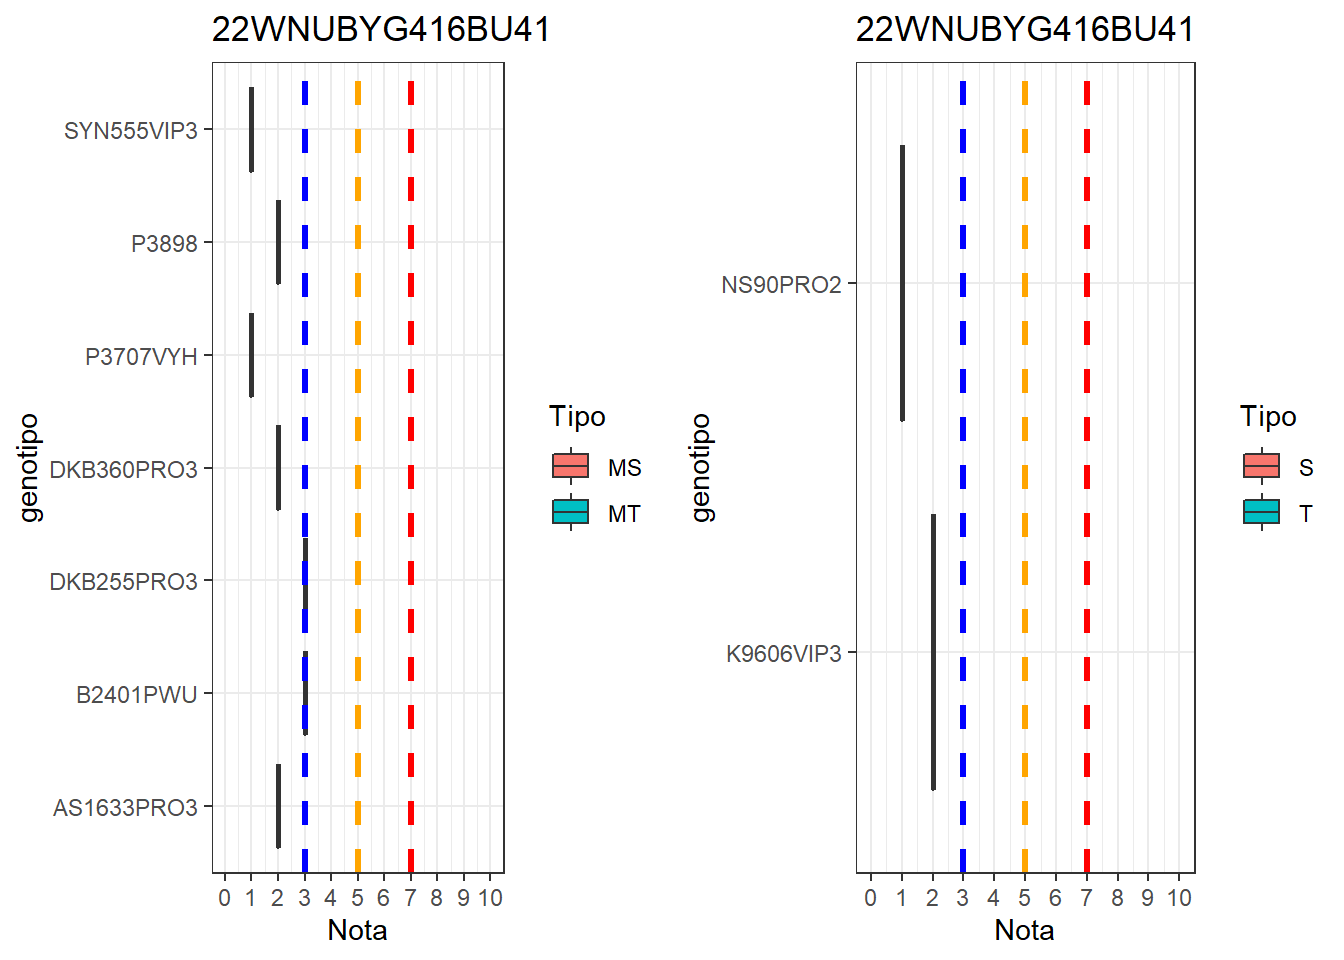 22WNUBYG416BU41
genotipo
SYN555VIP3
P3898
P3707VYH
DKB360PRO3
DKB255PRO3
B2401PWU
AS1633PRO3
0 1 2 3 4 5 6 7 8 9 10
Nota
Tipo
MS
MT
22WNUBYG416BU41
genotipo
NS90PRO2
K9606VIP3
0 1 2 3 4 5 6 7 8 9 10
Nota
Tipo
S
T